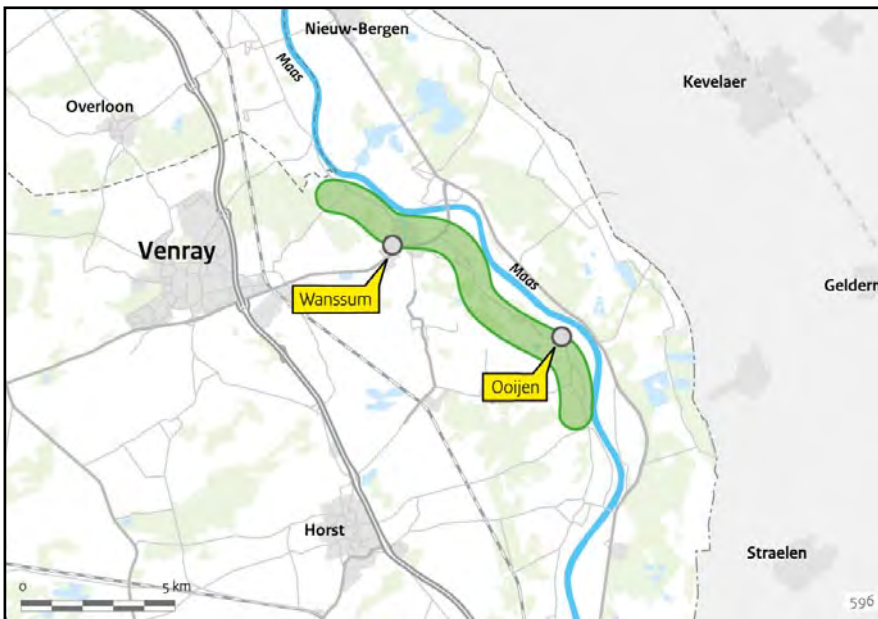 Nieuw-Bergen
Maas
Kevelaer
Overloon
Venray
Wanssum
Maas
Geldern
Ooijen
Horst
Straelen
0 5 km
596